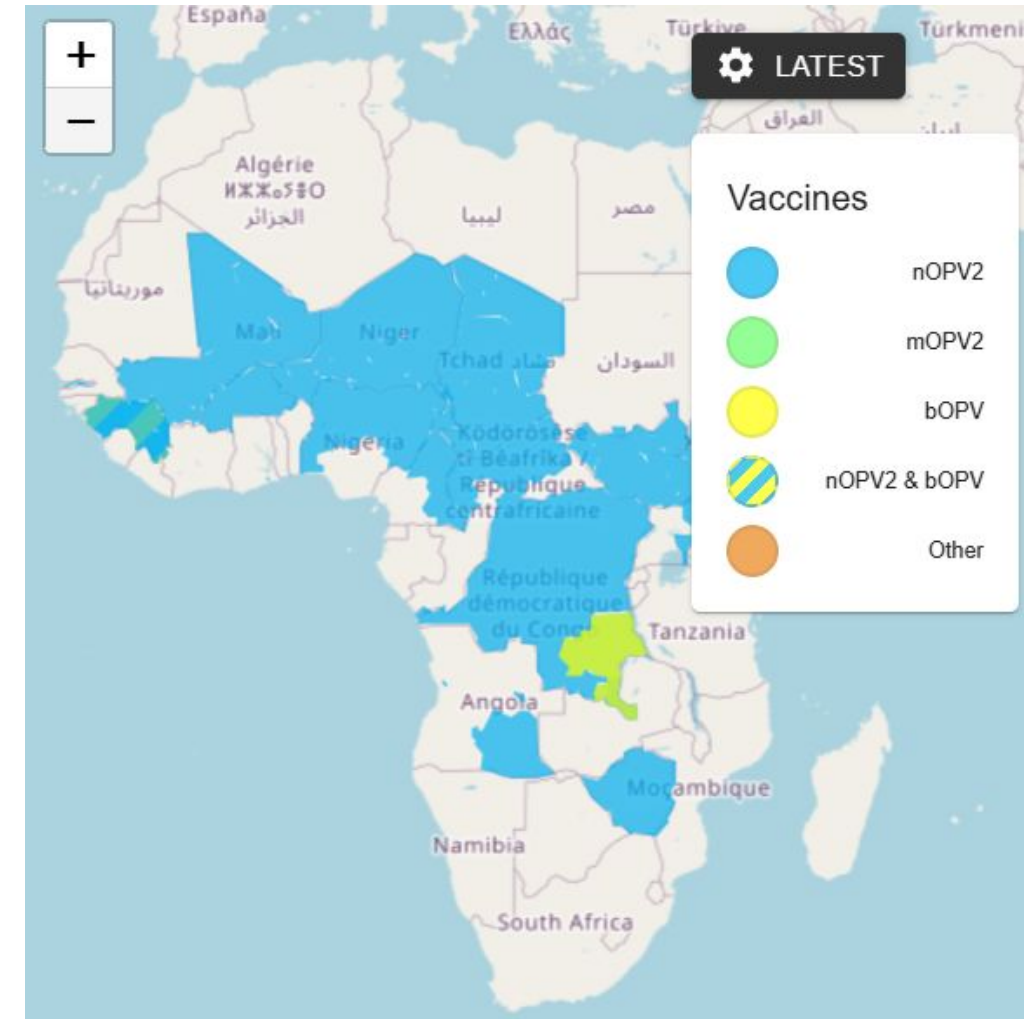 España
Ελλάς
Türkiye
Türkmeni
+
LATEST
−
العراق
ایران
Algérie
ⵍⵣⵣⴰⵢⴻⵔ
الجزائر
ليبيا
مصر
Vaccines
nOPV2
موريتانيا
Mali
Niger
mOPV2
Tchad تشاد
السودان
bOPV
Nigeria
Ködörösêse
tî Bêafrîka /
République
centrafricaine
nOPV2 & bOPV
Other
République
démocratique
du Congo
Tanzania
Angola
Moçambique
Namibia
South Africa